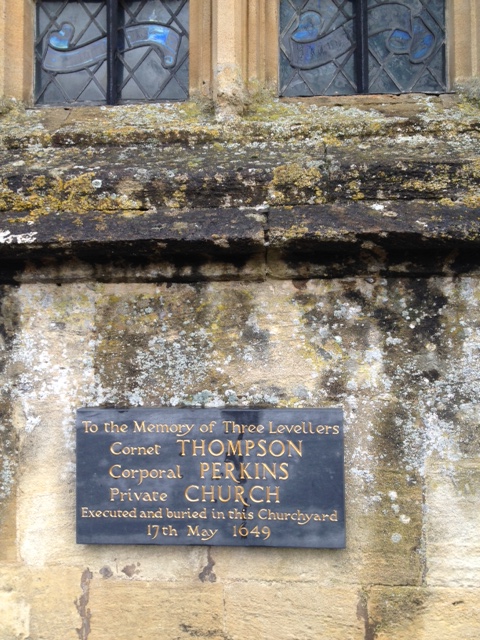 To the Memory of Three Levellers
Cornet THOMPSON
Corporal PERKINS
Private CHURCH
Executed and buried in this Churchyard
17th May 1649